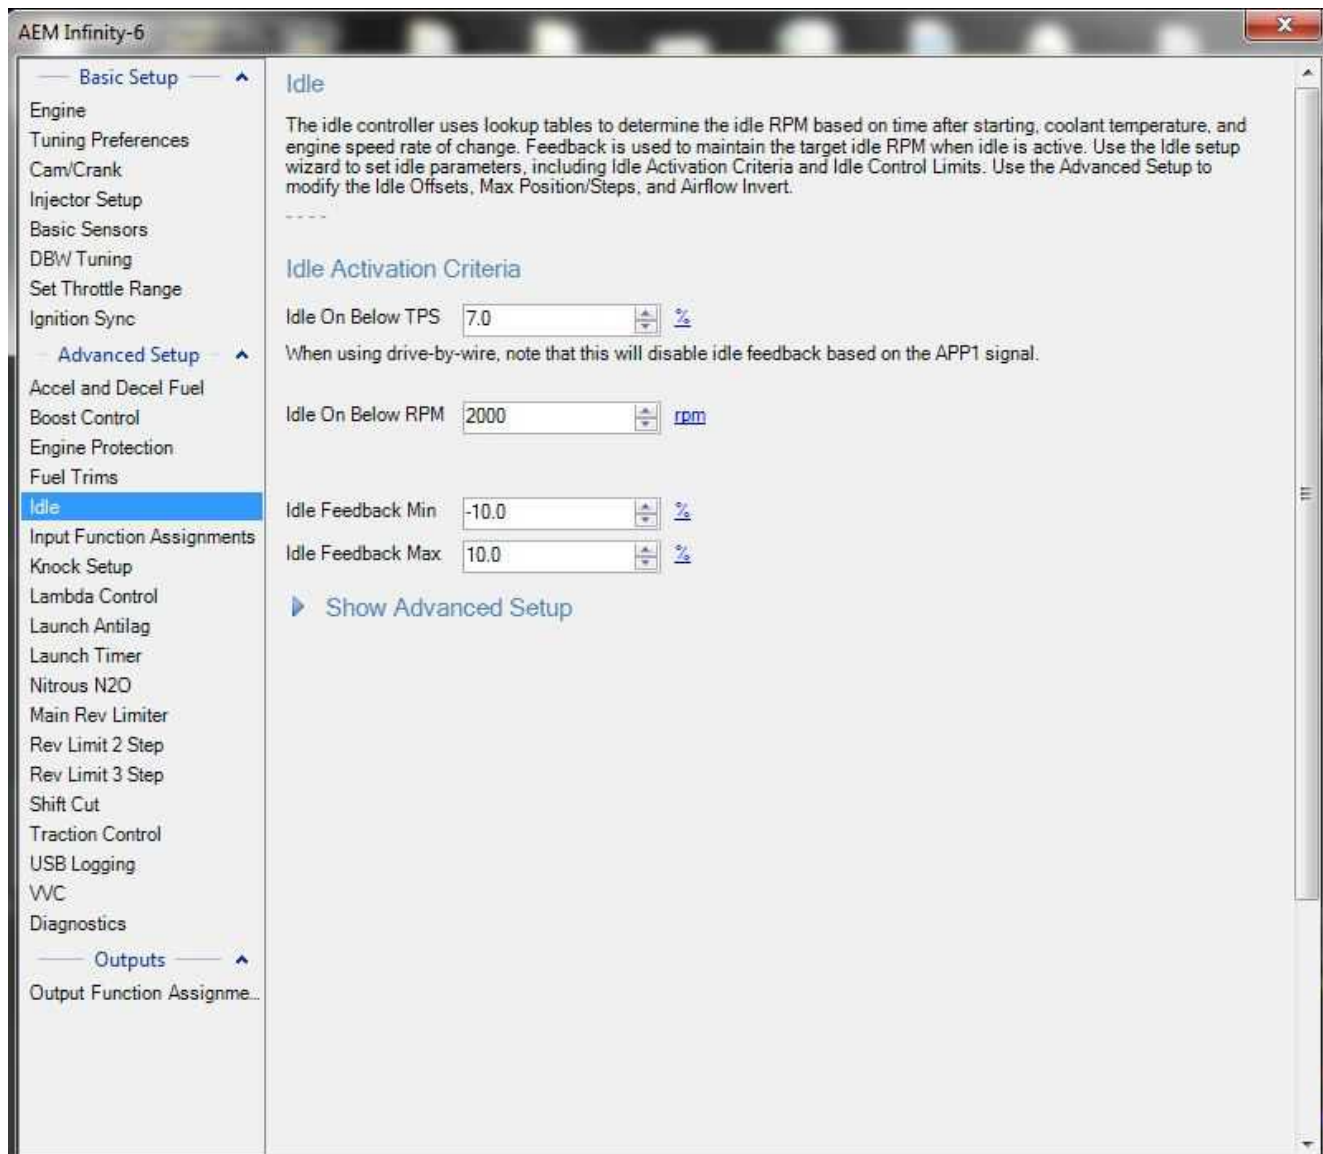 AEM Infinity-6
Basic Setup
Engine
Tuning Preferences
Cam/Crank
Injector Setup
Basic Sensors
DBW Tuning
Set Throttle Range
Ignition Sync
Advanced Setup
Accel and Decel Fuel
Boost Control
Engine Protection
Fuel Trims
Idle
Input Function Assignments
Knock Setup
Lambda Control
Launch Antilag
Launch Timer
Nitrous N2O
Main Rev Limiter
Rev Limit 2 Step
Rev Limit 3 Step
Shift Cut
Traction Control
USB Logging
VVC
Diagnostics
Outputs
Output Function Assignme...
Idle
The idle controller uses lookup tables to determine the idle RPM based on time after starting, coolant temperature, and
engine speed rate of change. Feedback is used to maintain the target idle RPM when idle is active. Use the Idle setup
wizard to set idle parameters, including Idle Activation Criteria and Idle Control Limits. Use the Advanced Setup to
modify the Idle Offsets, Max Position/Steps, and Airflow Invert.
- - - -
Idle Activation Criteria
Idle On Below TPS 7.0 %
When using drive-by-wire, note that this will disable idle feedback based on the APP1 signal.
Idle On Below RPM 2000 rpm
Idle Feedback Min -10.0 %
Idle Feedback Max 10.0 %
Show Advanced Setup